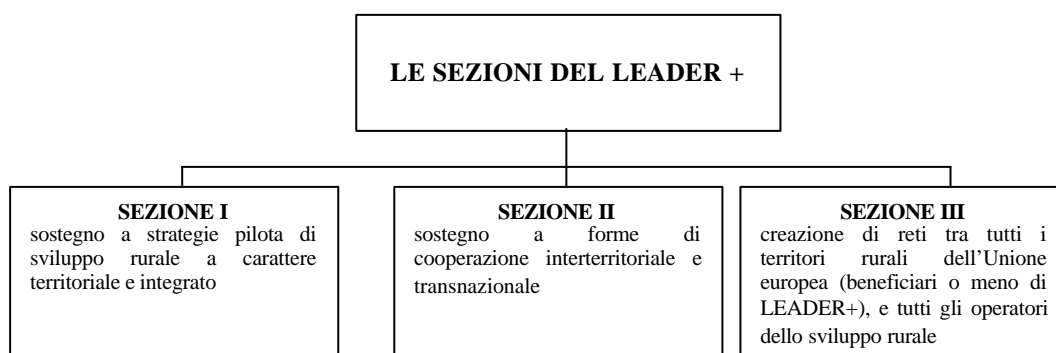 LE SEZIONI DEL LEADER +
SEZIONE I
sostegno a strategie pilota di
sviluppo rurale a carattere
territoriale e integrato
SEZIONE II
sostegno a forme di
cooperazione interterritoriale e
transnazionale
SEZIONE III
creazione di reti tra tutti i
territori rurali dell’Unione
europea (beneficiari o meno di
LEADER+), e tutti gli operatori
dello sviluppo rurale